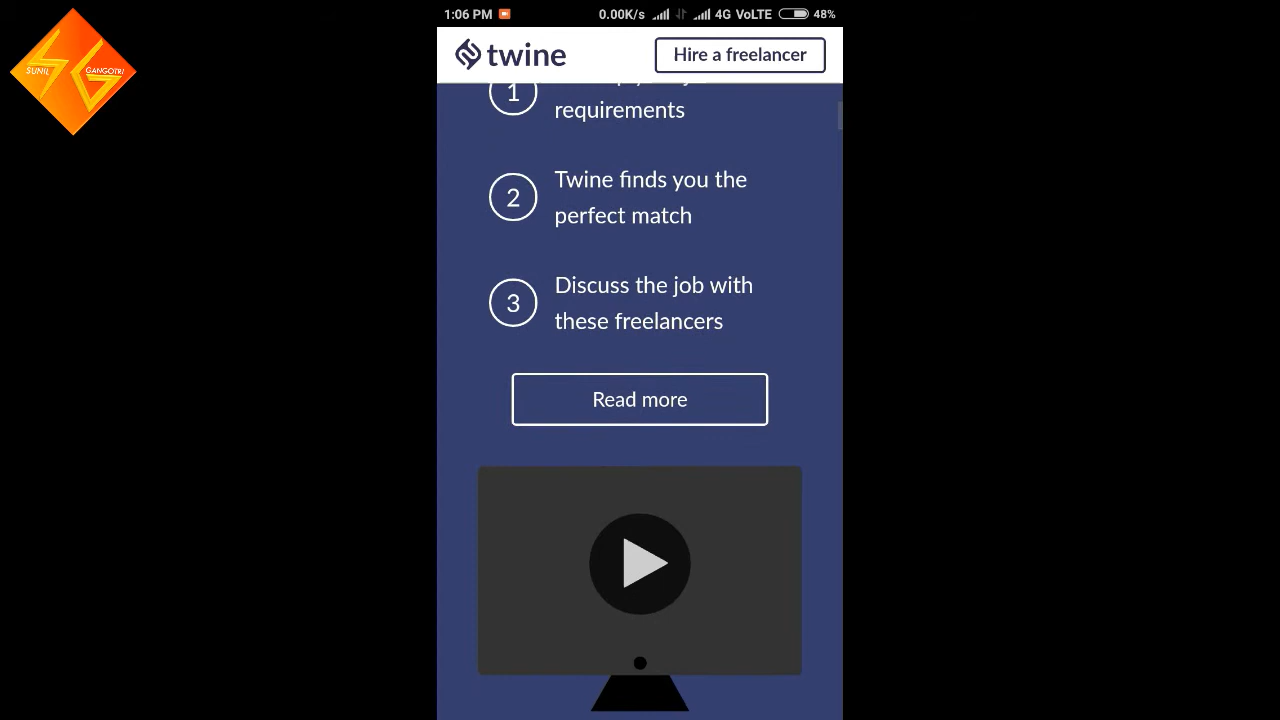 1:06 PM 0.00K/s 4G VoLTE 48%
SUNIL GANGOTRI
twine
Hire a freelancer
1
requirements
2 Twine finds you the
perfect match
3 Discuss the job with
these freelancers
Read more